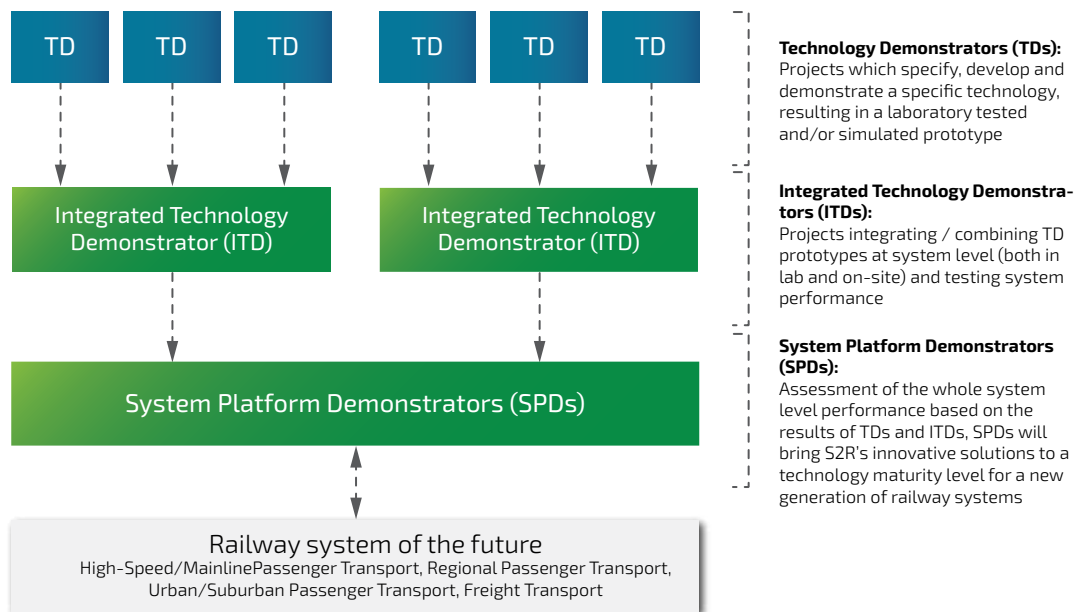 TD
TD
TD
TD
TD
TD
Integrated Technology
Demonstrator (ITD)
Integrated Technology
Demonstrator (ITD)
System Platform Demonstrators (SPDs)
Railway system of the future
High-Speed/MainlinePassenger Transport, Regional Passenger Transport,
Urban/Suburban Passenger Transport, Freight Transport
Technology Demonstrators (TDs):
Projects which specify, develop and
demonstrate a specific technology,
resulting in a laboratory tested
and/or simulated prototype
Integrated Technology Demonstra-
tors (ITDs):
Projects integrating / combining TD
prototypes at system level (both in
lab and on-site) and testing system
performance
System Platform Demonstrators
(SPDs):
Assessment of the whole system
level performance based on the
results of TDs and ITDs, SPDs will
bring S2R’s innovative solutions to a
technology maturity level for a new
generation of railway systems